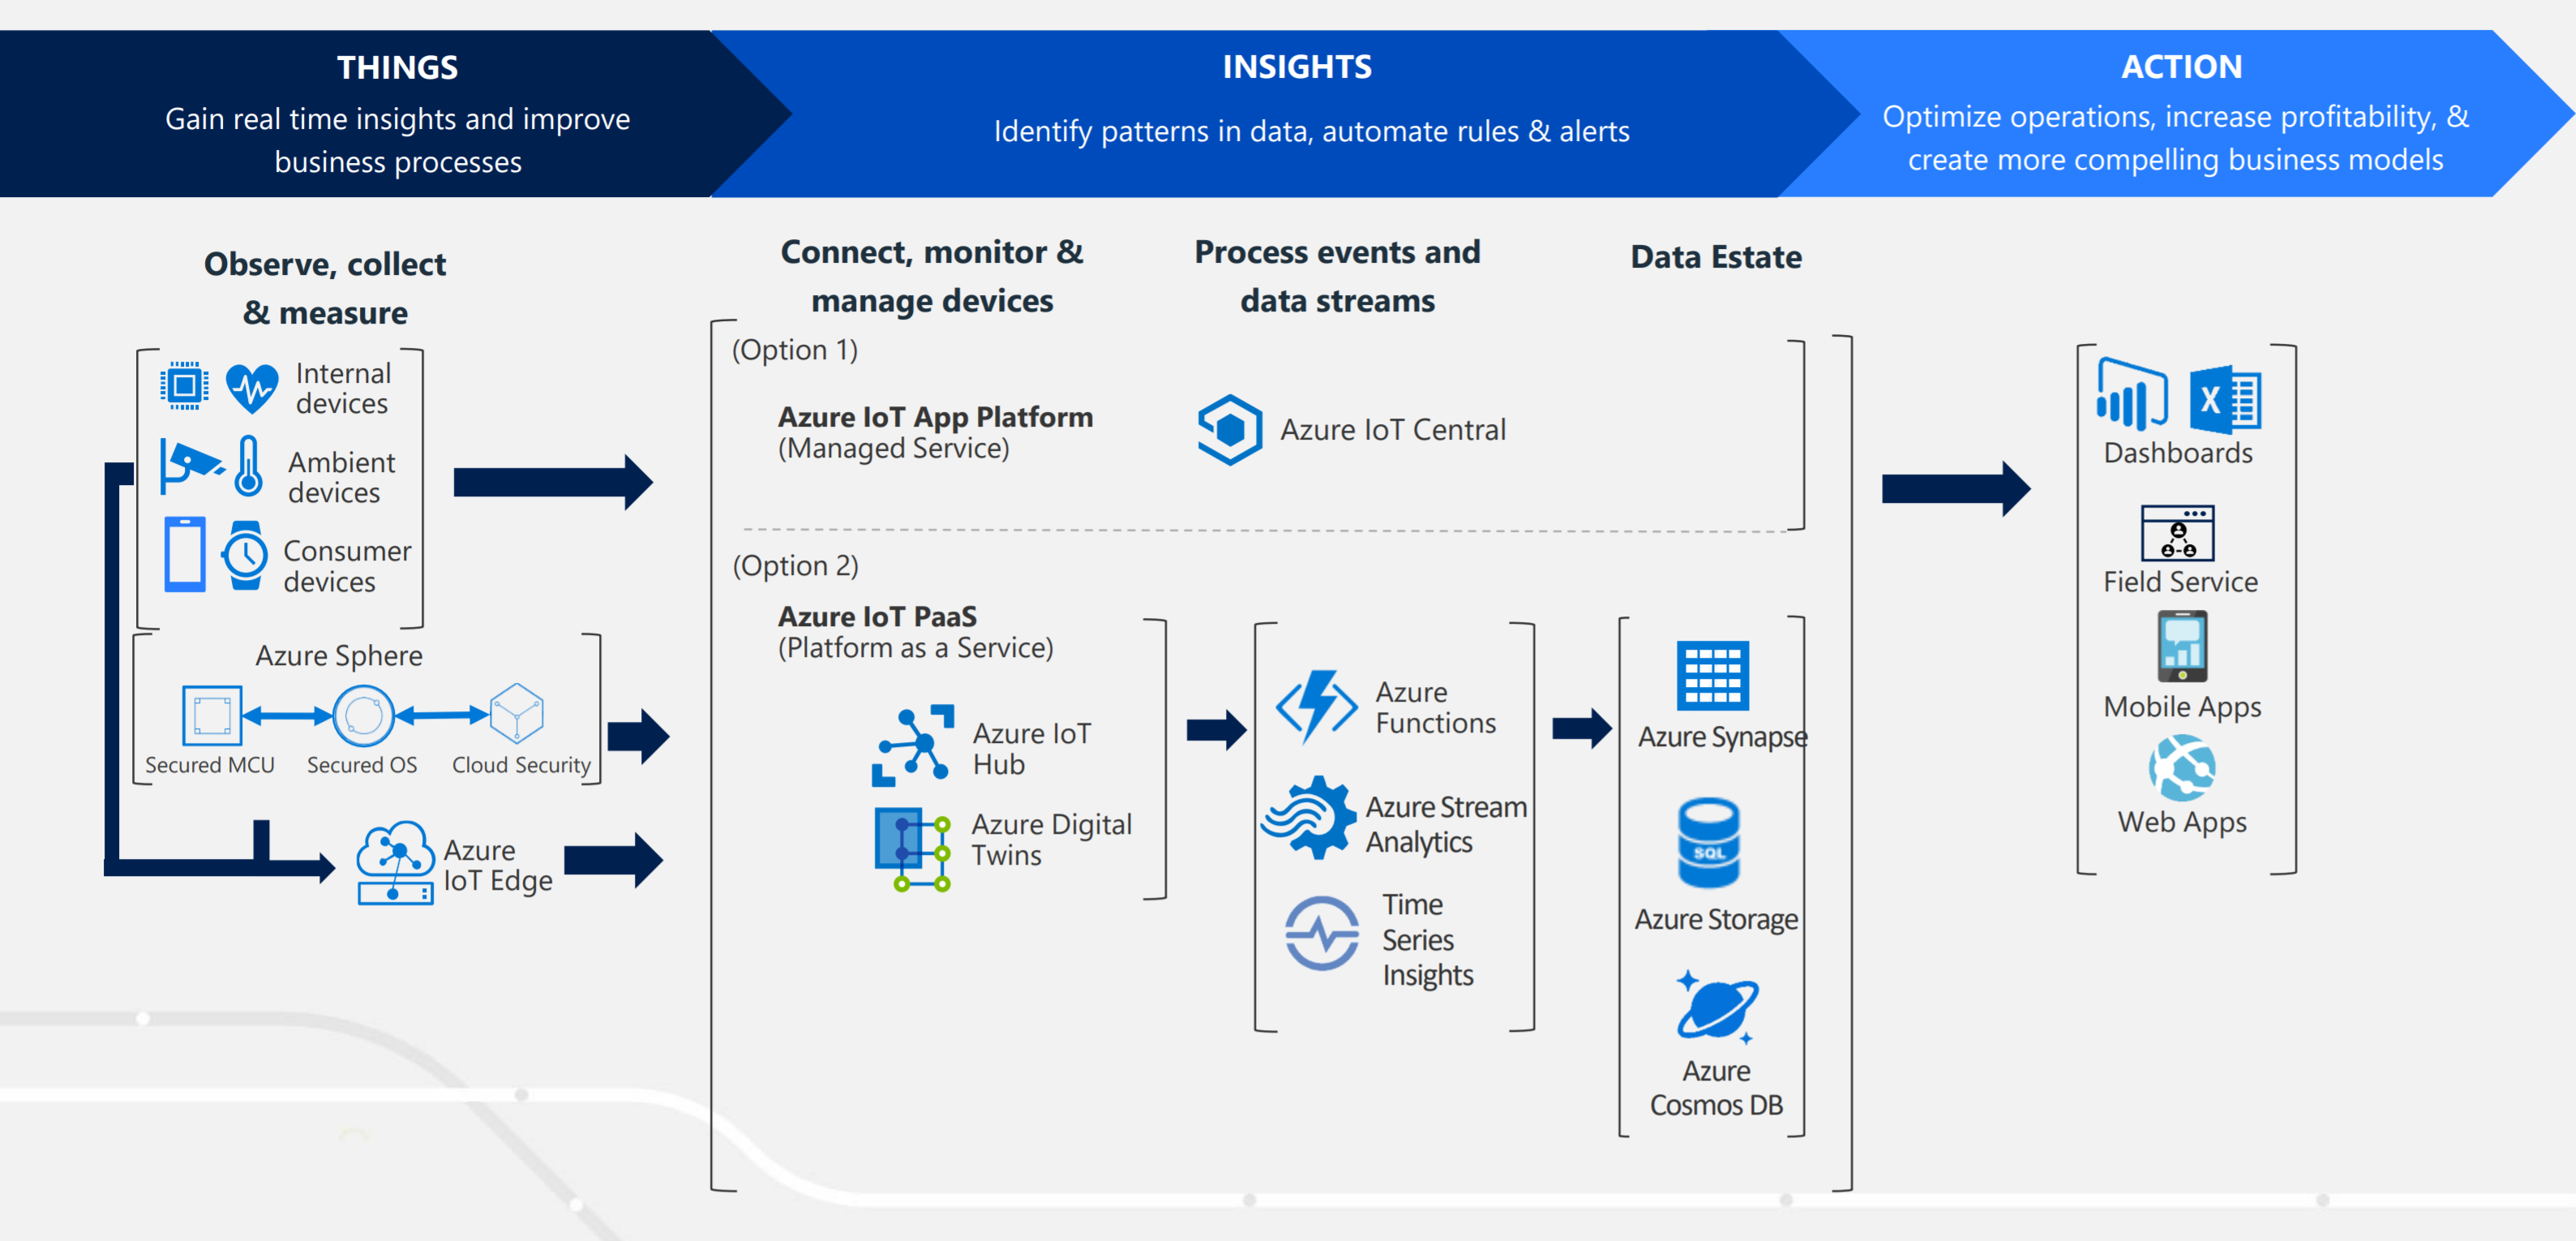 THINGS
Gain real time insights and improve
business processes
INSIGHTS
Identify patterns in data, automate rules & alerts
ACTION
Optimize operations, increase profitability, &
create more compelling business models
Observe, collect
& measure
Internal
devices
Ambient
devices
Consumer
devices
Azure Sphere
Secured MCU
Secured OS
Cloud Security
Azure
IoT Edge
Connect, monitor &
manage devices
Process events and
data streams
Data Estate
(Option 1)
Azure IoT App Platform
(Managed Service)
Azure IoT Central
(Option 2)
Azure IoT PaaS
(Platform as a Service)
Azure IoT
Hub
Azure Digital
Twins
Azure
Functions
Azure Stream
Analytics
Time
Series
Insights
Azure Synapse
SQL
Azure Storage
Azure
Cosmos DB
X
Dashboards
Field Service
Mobile Apps
Web Apps